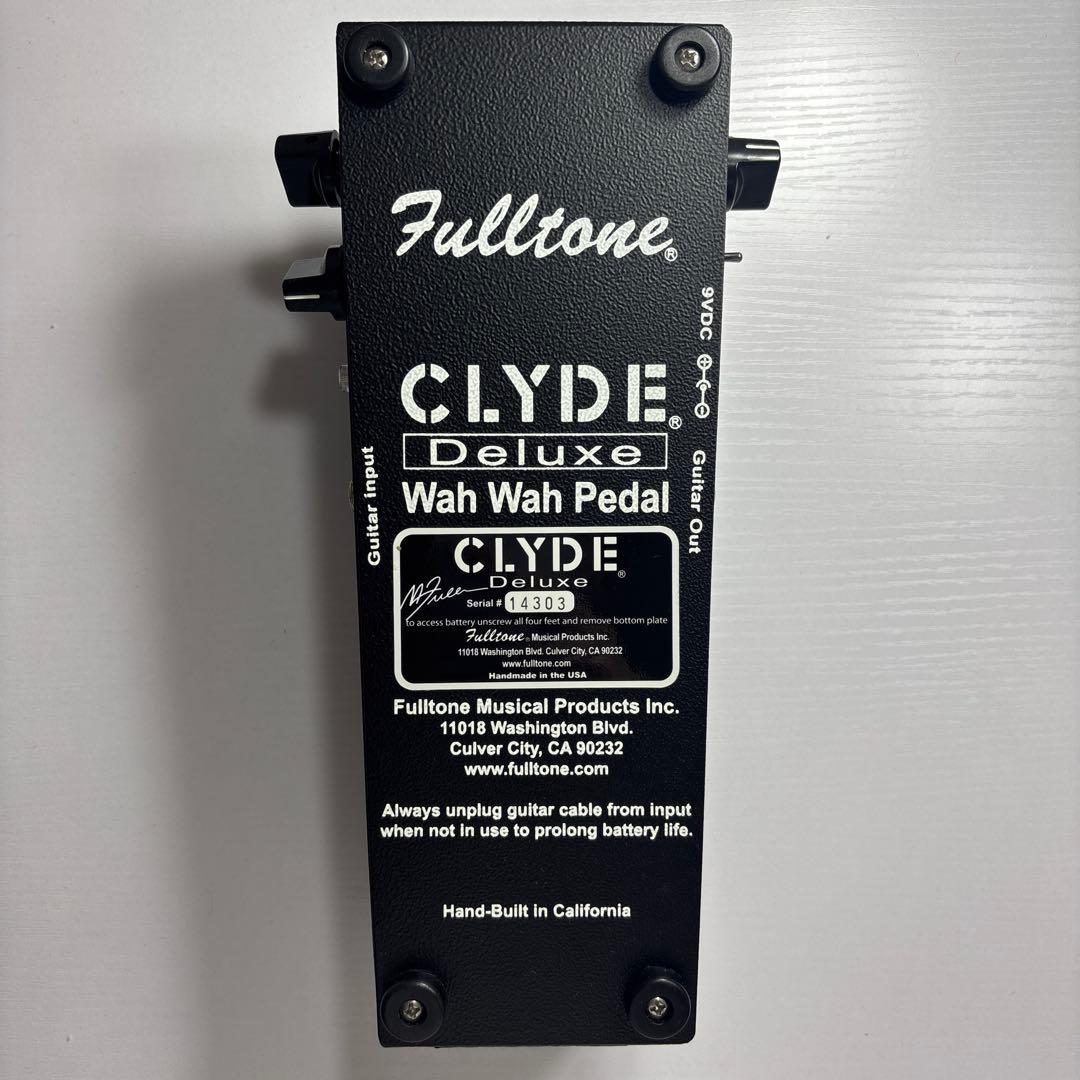 Fulltone®
9VDC
CLYDE®
Deluxe
Wah Wah Pedal
Guitar input
Guitar Out
CLYDE®
Deluxe
M Fuller
Serial # 14303
to access battery unscrew all four feet and remove bottom plate
Fulltone® Musical Products Inc.
11018 Washington Blvd. Culver City, CA 90232
www.fulltone.com
Handmade in the USA
Fulltone Musical Products Inc.
11018 Washington Blvd.
Culver City, CA 90232
www.fulltone.com
Always unplug guitar cable from input
when not in use to prolong battery life.
Hand-Built in California